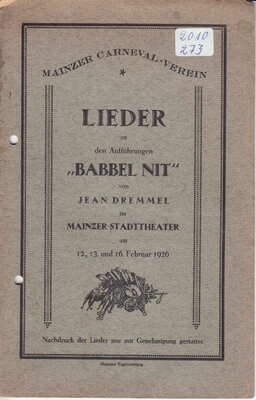 2010
273
MAINZER CARNEVAL-VEREIN
LIEDER
zu
den Aufführungen
„BABBEL NIT“
von
JEAN DREMMEL
im
MAINZER STADTTHEATER
am
12., 13. und 16. Februar 1926
Nachdruck der Lieder nur mit Genehmigung gestattet